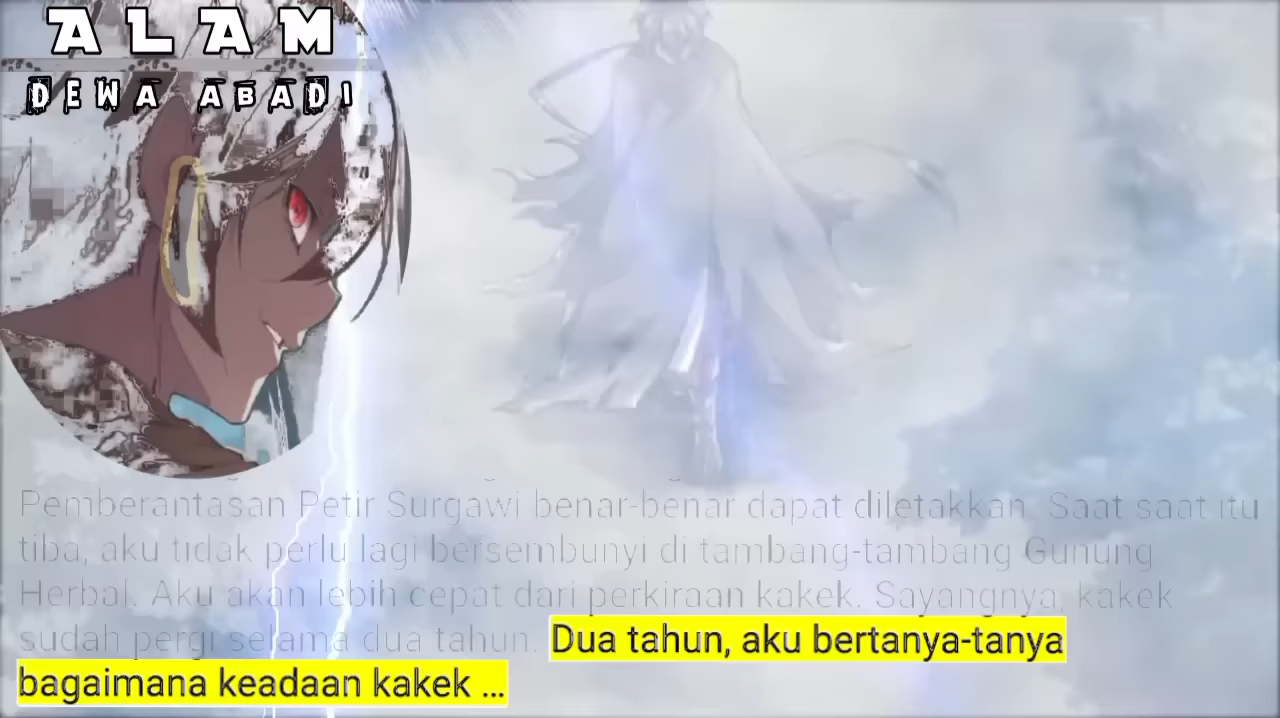 ALAM
DEWA ABADI
Pemberantasan Petir Surgawi benar-benar dapat diletakkan. Saat saat itu
tiba, aku tidak perlu lagi bersembunyi di tambang-tambang Gunung
Herbal. Aku akan lebih cepat dari perkiraan kakek. Sayangnya, kakek
sudah pergi selama dua tahun. Dua tahun, aku bertanya-tanya
bagaimana keadaan kakek ...